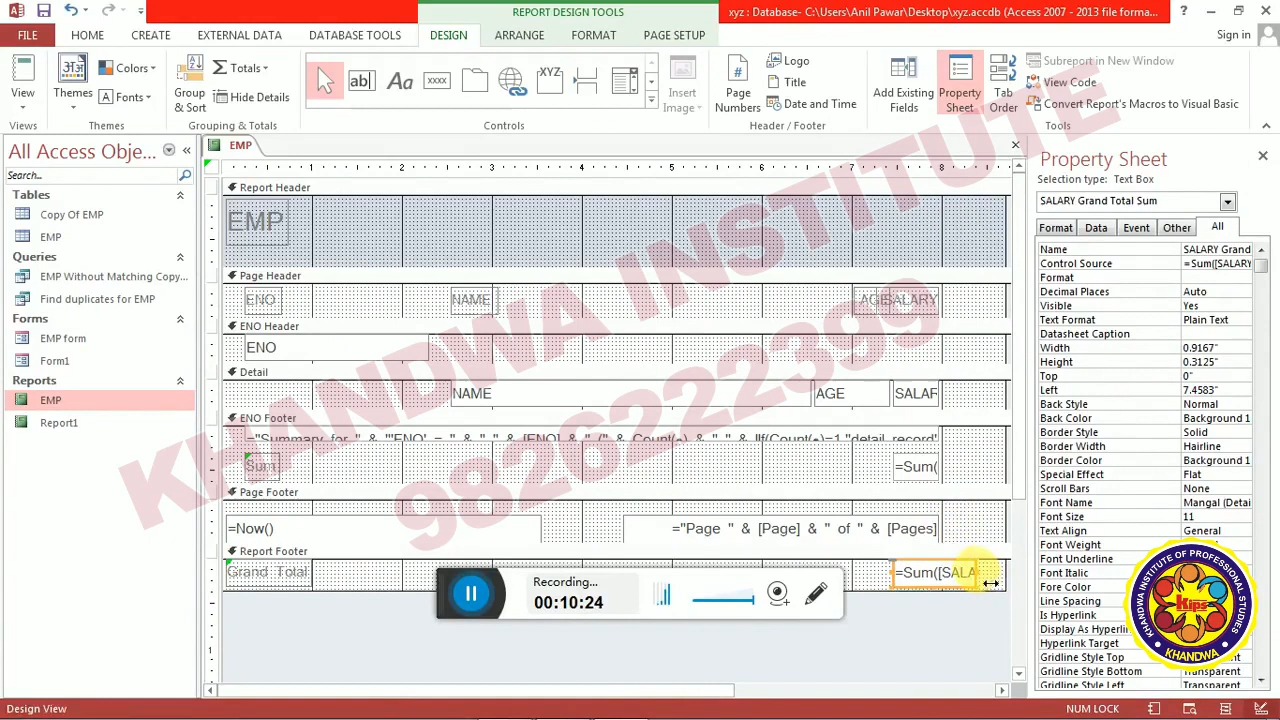 REPORT DESIGN TOOLS
xyz : Database- C:\Users\Anil Pawar\Desktop\xyz.accdb (Access 2007 - 2013 file forma...
FILE HOME CREATE EXTERNAL DATA DATABASE TOOLS DESIGN ARRANGE FORMAT PAGE SETUP Sign in
View
Views
Themes
Colors
Fonts
Themes
Group & Sort
Totals
Hide Details
Grouping & Totals
ab|
Aa
xxxx
XYZ
Controls
Insert Image
Page Numbers
Logo
Title
Date and Time
Header / Footer
Add Existing Fields
Property Sheet
Tab Order
Subreport in New Window
View Code
Convert Report's Macros to Visual Basic
Tools
All Access Obje...
Search...
Tables
Copy Of EMP
EMP
Queries
EMP Without Matching Copy...
Find duplicates for EMP
Forms
EMP form
Form1
Reports
EMP
Report1
EMP
1 2 3 4 5 6 7 8
Report Header
EMP
Page Header
ENO NAME AGE SALARY
ENO Header
ENO
Detail
NAME AGE SALAR
ENO Footer
="Summary for " & "'ENO' = " & " " & [ENO] & " (" & Count(*) & " " & IIf(Count(*)=1,"detail record'
Sum =Sum(
Page Footer
=Now() ="Page " & [Page] & " of " & [Pages]
Report Footer
Grand Total =Sum([SALA
1
Recording...
00:10:24
Property Sheet
Selection type: Text Box
SALARY Grand Total Sum
Format Data Event Other All
Name SALARY Grand
Control Source =Sum([SALARY
Format
Decimal Places Auto
Visible Yes
Text Format Plain Text
Datasheet Caption
Width 0.9167"
Height 0.3125"
Top 0"
Left 7.4583"
Back Style Normal
Back Color Background 1
Border Style Solid
Border Width Hairline
Border Color Background 1
Special Effect Flat
Scroll Bars None
Font Name Mangal (Detai
Font Size 11
Text Align General
Font Weight
Font Underline
Font Italic
Fore Color
Line Spacing
Is Hyperlink
Display As Hyperlin
Hyperlink Target
Gridline Style Top
Gridline Style Bottom Transparent
Gridline Style Left Transparent
KHANDWA INSTITUTE
9826222399
KHANDWA INSTITUTE OF PROFESSIONAL STUDIES
Kips
KHANDWA
Design View
NUM LOCK